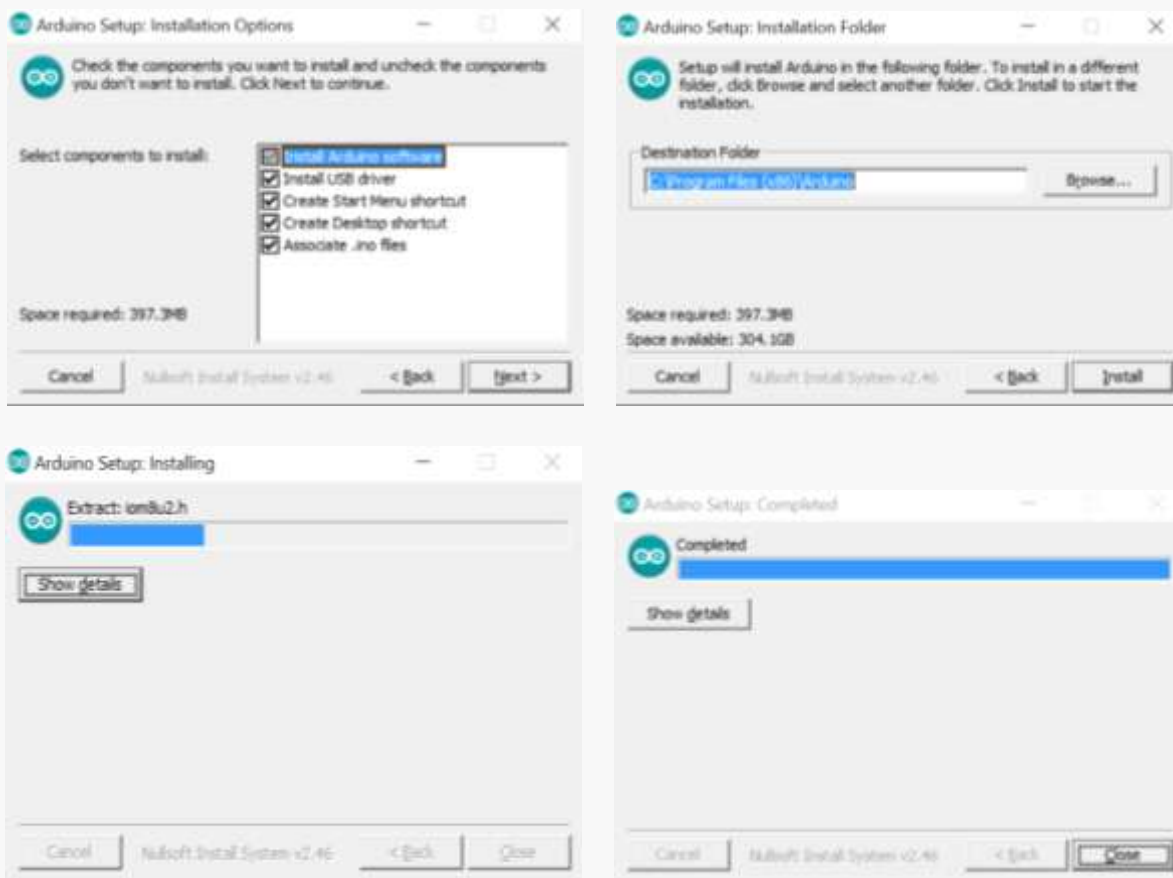 Arduino Setup: Installation Options
Check the components you want to install and uncheck the components
you don't want to install. Click Next to continue.
Select components to install:
Install Arduino software
Install USB driver
Create Start Menu shortcut
Create Desktop shortcut
Associate .ino files
Space required: 397.3MB
Cancel
Nullsoft Install System v2.46
< Back
Next >
Arduino Setup: Installation Folder
Setup will install Arduino in the following folder. To install in a different
folder, click Browse and select another folder. Click Install to start the
installation.
Destination Folder
C:\Program Files (x86)\Arduino
Browse...
Space required: 397.3MB
Space available: 304.1GB
Cancel
Nullsoft Install System v2.46
< Back
Install
Arduino Setup: Installing
Extract: iom8u2.h
Show details
Cancel
Nullsoft Install System v2.46
< Back
Close
Arduino Setup: Completed
Completed
Show details
Cancel
Nullsoft Install System v2.46
< Back
Close